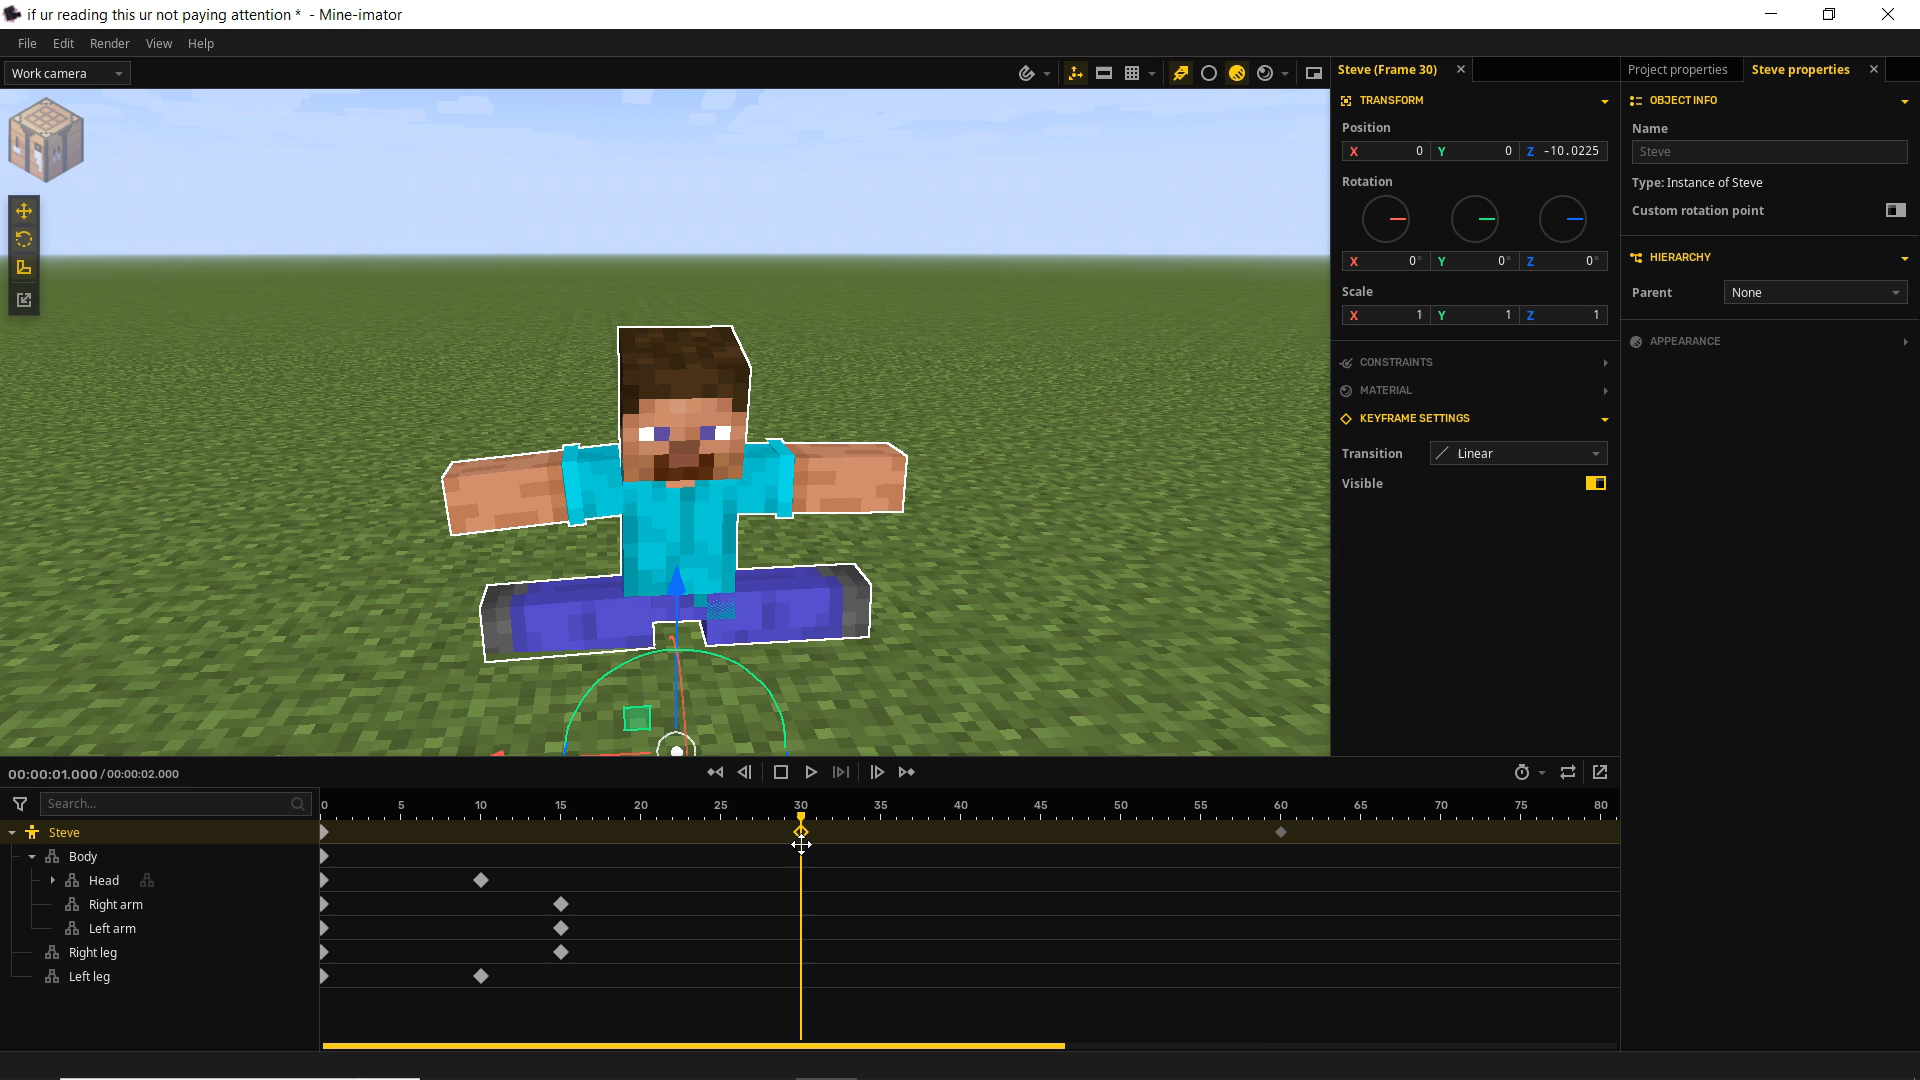 if ur reading this ur not paying attention * - Mine-imator
File Edit Render View Help
Work camera
Steve (Frame 30)
Project properties
Steve properties
TRANSFORM
Position
X 0 Y 0 Z -10.0225
Rotation
X 0° Y 0° Z 0°
Scale
X 1 Y 1 Z 1
CONSTRAINTS
MATERIAL
KEYFRAME SETTINGS
Transition Linear
Visible
OBJECT INFO
Name
Steve
Type: Instance of Steve
Custom rotation point
HIERARCHY
Parent None
APPEARANCE
00:00:01.000 / 00:00:02.000
Search...
0 5 10 15 20 25 30 35 40 45 50 55 60 65 70 75 80
Steve
Body
Head
Right arm
Left arm
Right leg
Left leg